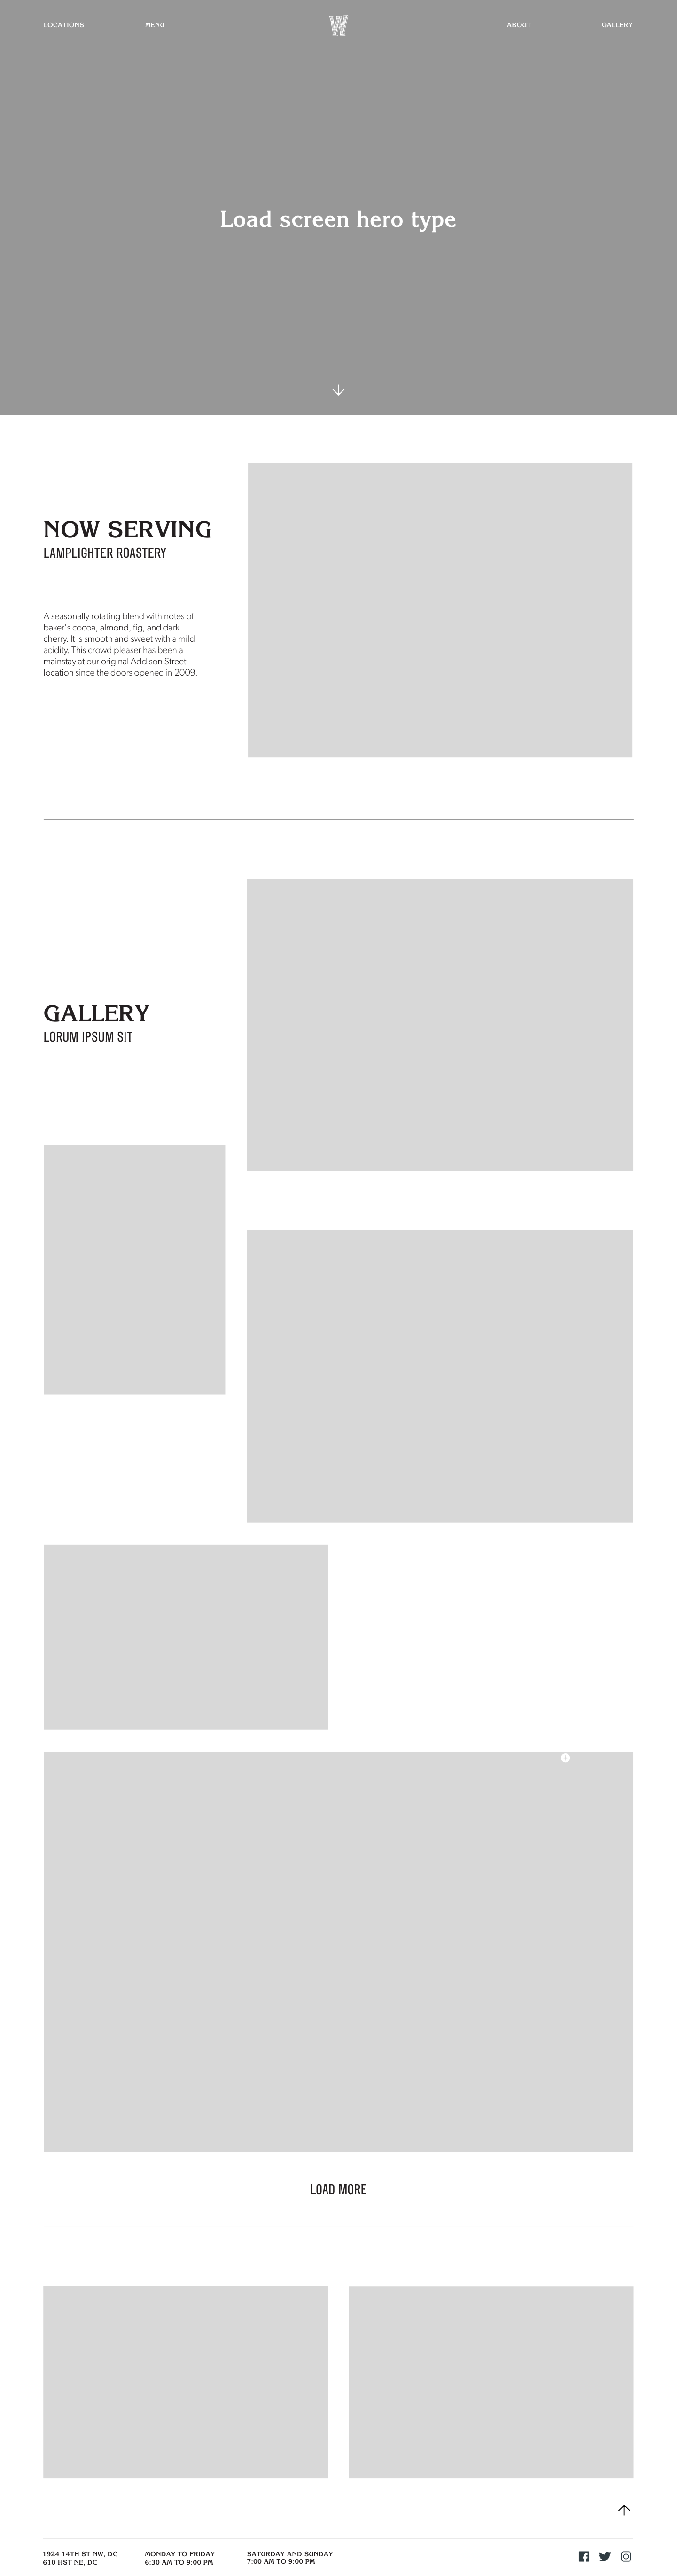 LOCATIONS MENU W ABOUT GALLERY
Load screen hero type
NOW SERVING
LAMPLIGHTER ROASTERY
A seasonally rotating blend with notes of
baker's cocoa, almond, fig, and dark
cherry. It is smooth and sweet with a mild
acidity. This crowd pleaser has been a
mainstay at our original Addison Street
location since the doors opened in 2009.
GALLERY
LORUM IPSUM SIT
LOAD MORE
1924 14TH ST NW, DC
610 HST NE, DC
MONDAY TO FRIDAY
6:30 AM TO 9:00 PM
SATURDAY AND SUNDAY
7:00 AM TO 9:00 PM